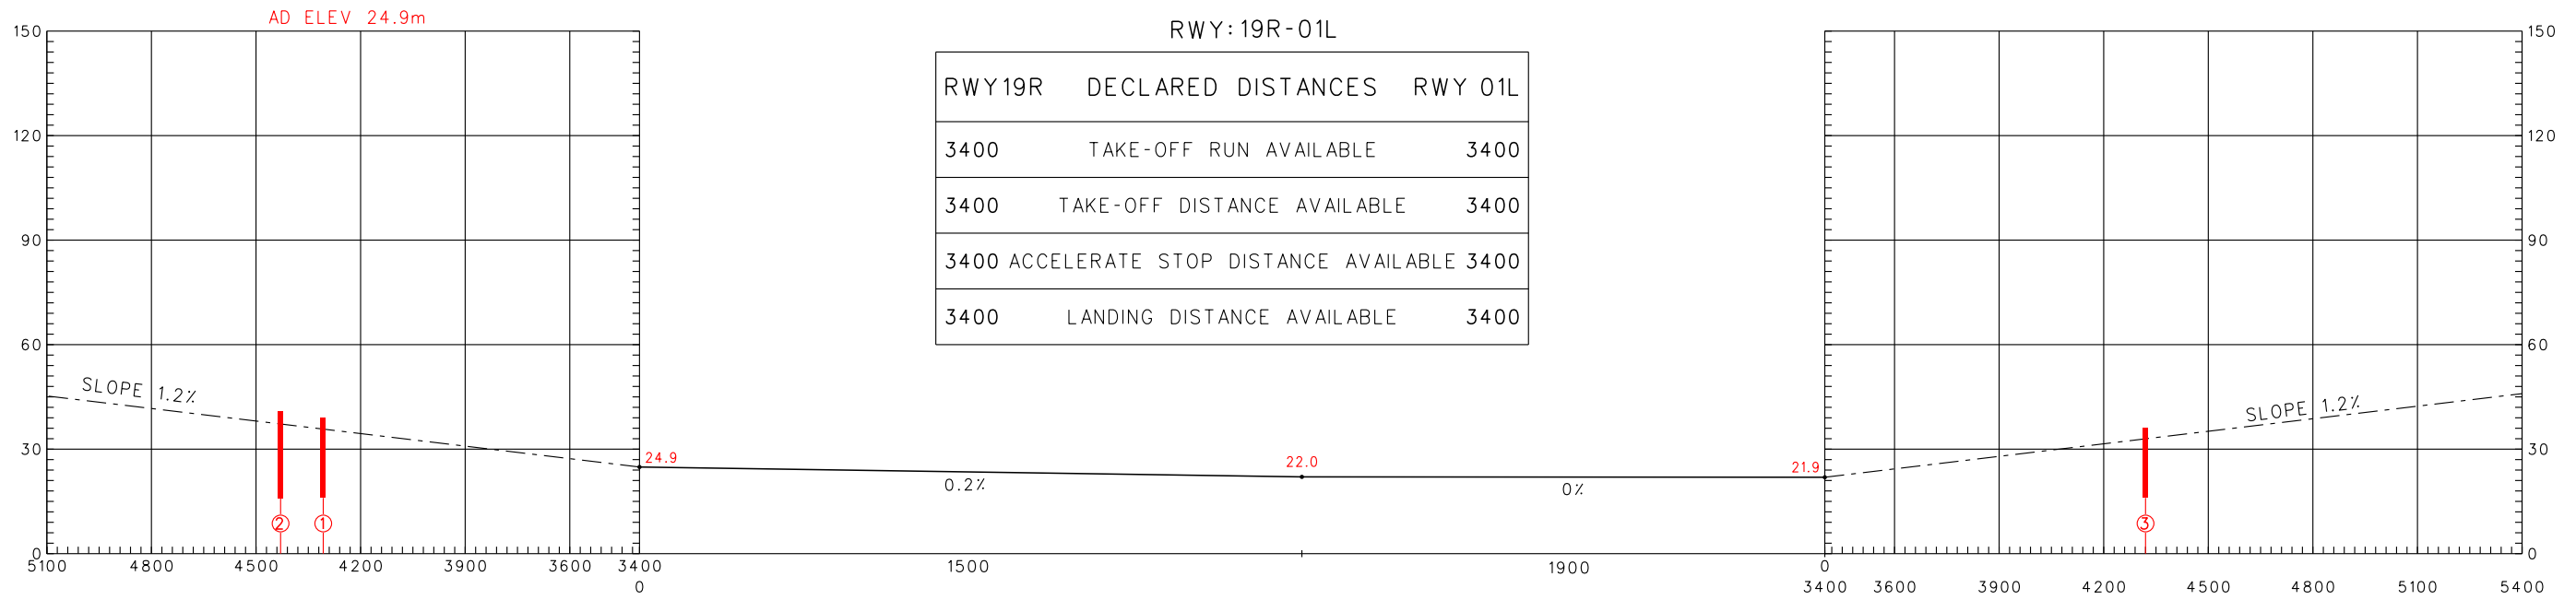 AD ELEV 24.9m
RWY:19R-01L
150
150
RWY19R DECLARED DISTANCES RWY 01L
120
120
3400 TAKE-OFF RUN AVAILABLE 3400
3400 TAKE-OFF DISTANCE AVAILABLE 3400
90
90
3400 ACCELERATE STOP DISTANCE AVAILABLE 3400
3400 LANDING DISTANCE AVAILABLE 3400
60
60
SLOPE 1.2%
SLOPE 1.2%
30
30
24.9
22.0
21.9
0.2%
0%
2
1
3
0
0
5100 4800 4500 4200 3900 3600 3400 1500 1900 0
0 3400 3600 3900 4200 4500 4800 5100 5400